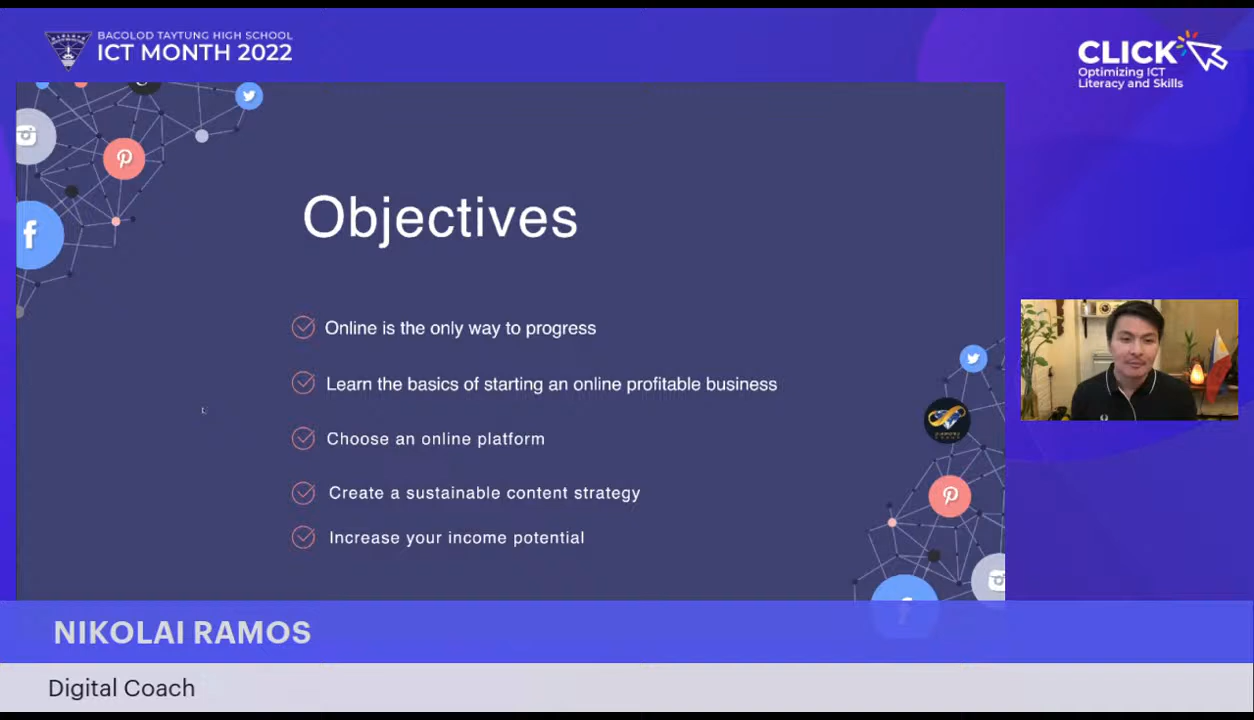 BACOLOD TAYTUNG HIGH SCHOOL
ICT MONTH 2022
CLICK
Optimizing ICT
Literacy and Skills
Objectives
Online is the only way to progress
Learn the basics of starting an online profitable business
Choose an online platform
Create a sustainable content strategy
Increase your income potential
NIKOLAI RAMOS
Digital Coach